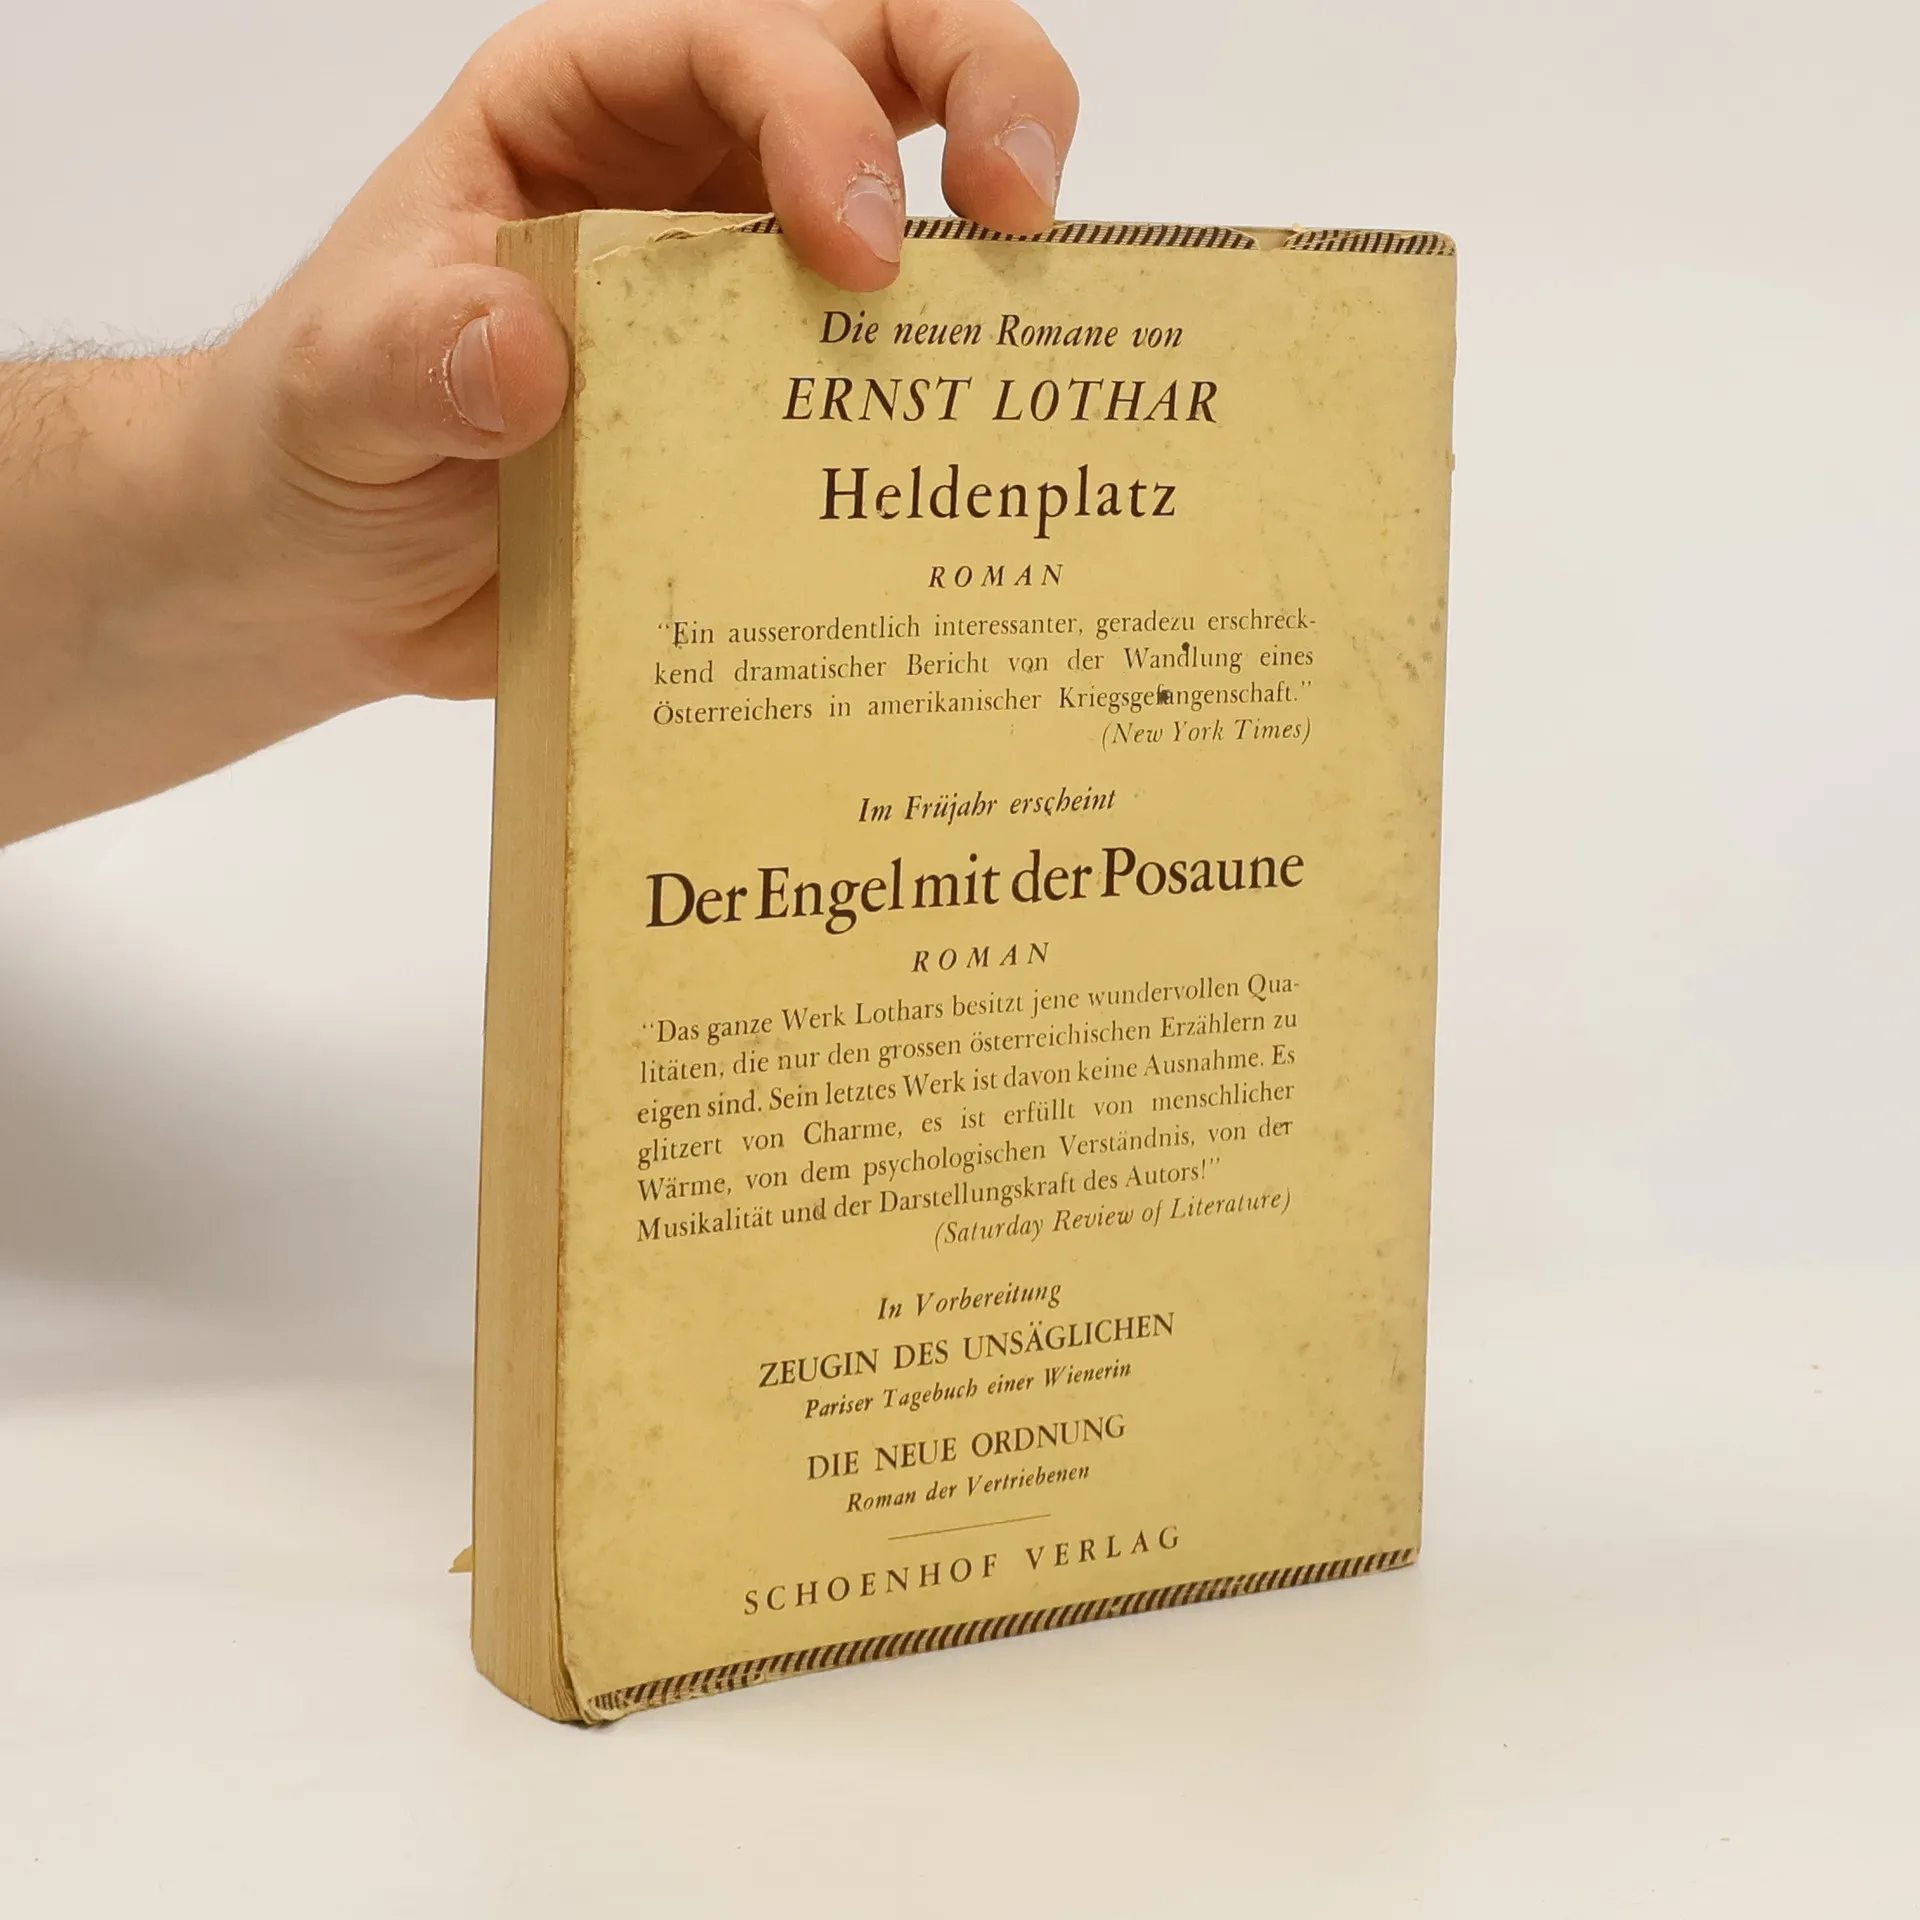 Die neuen Romane von
ERNST LOTHAR
Heldenplatz
ROMAN
“Ein ausserordentlich interessanter, geradezu erschreck-
kend dramatischer Bericht von der Wandlung eines
Österreichers in amerikanischer Kriegsgefangenschaft.”
(New York Times)
Im Früjahr erscheint
Der Engel mit der Posaune
ROMAN
“Das ganze Werk Lothars besitzt jene wundervollen Qua-
litäten, die nur den grossen österreichischen Erzählern zu
eigen sind. Sein letztes Werk ist davon keine Ausnahme. Es
glitzert von Charme, es ist erfüllt von menschlicher
Wärme, von dem psychologischen Verständnis, von der
Musikalität und der Darstellungskraft des Autors!”
(Saturday Review of Literature)
In Vorbereitung
ZEUGIN DES UNSÄGLICHEN
Pariser Tagebuch einer Wienerin
DIE NEUE ORDNUNG
Roman der Vertriebenen
SCHOENHOF VERLAG